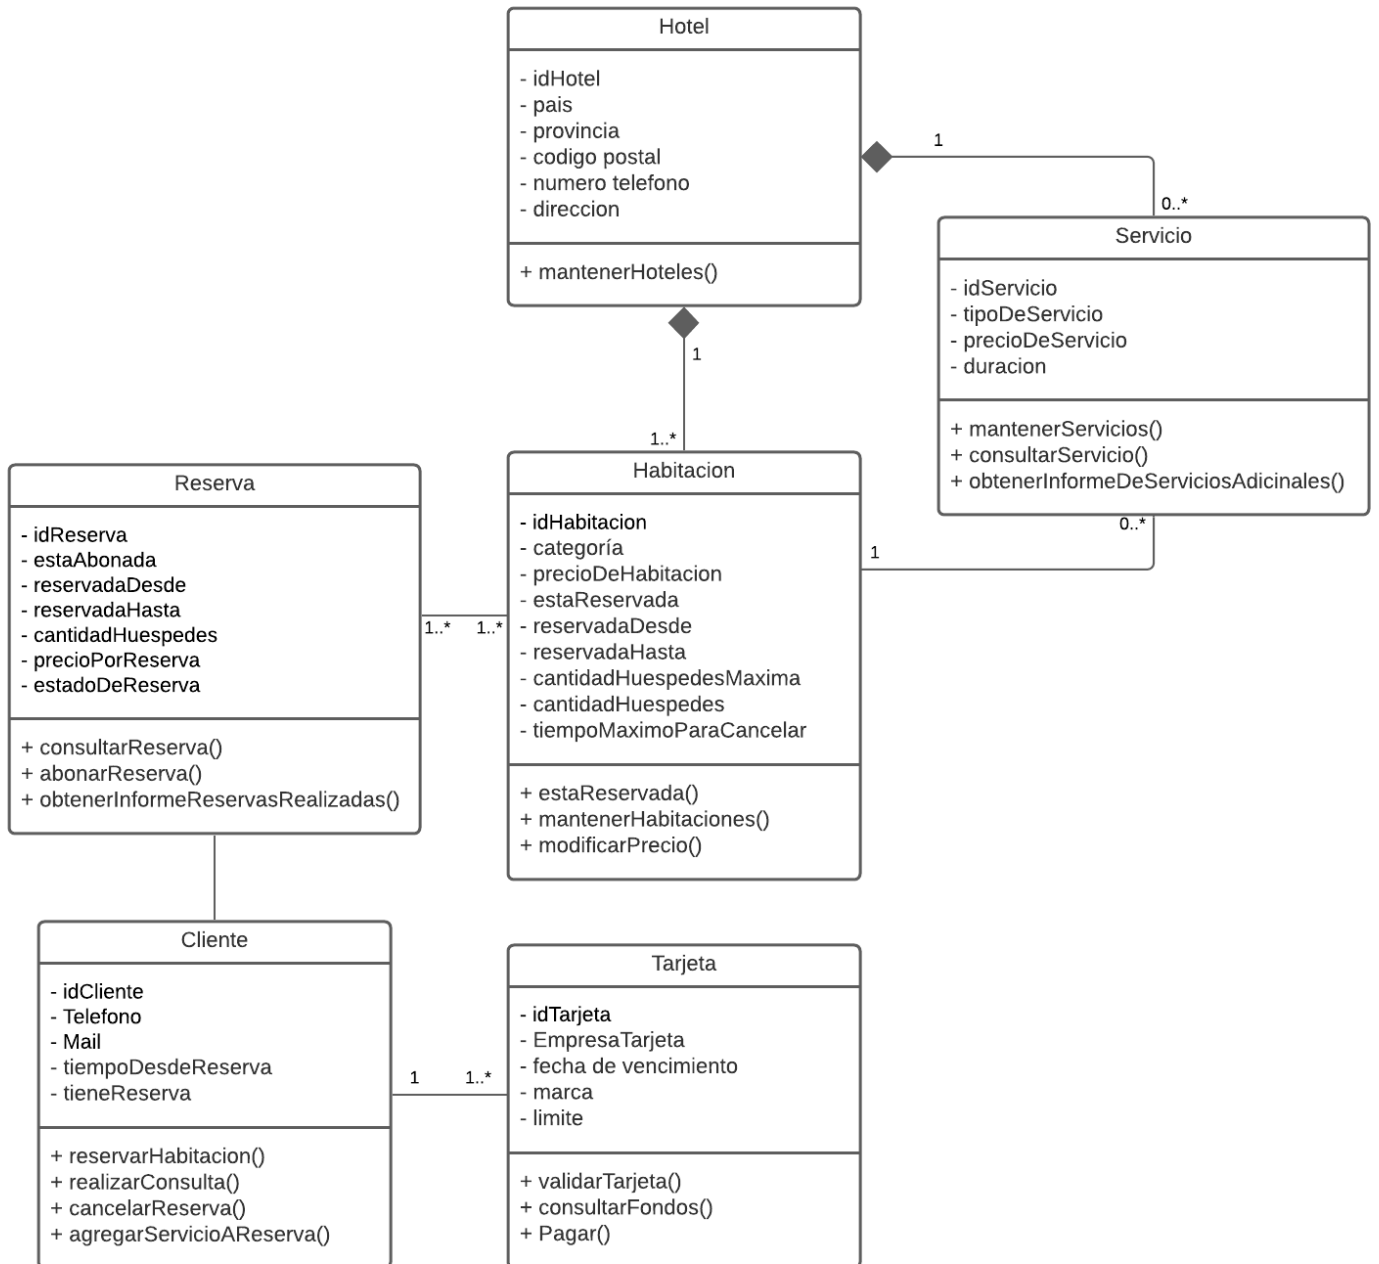 Hotel
- idHotel
- pais
- provincia
- codigo postal
- numero telefono
- direccion
+ mantenerHoteles()
1
0..*
Servicio
- idServicio
- tipoDeServicio
- precioDeServicio
- duracion
+ mantenerServicios()
+ consultarServicio()
+ obtenerInformeDeServiciosAdicinales()
1
1..*
0..*
1
Habitacion
- idHabitacion
- categoría
- precioDeHabitacion
- estaReservada
- reservadaDesde
- reservadaHasta
- cantidadHuespedesMaxima
- cantidadHuespedes
- tiempoMaximoParaCancelar
+ estaReservada()
+ mantenerHabitaciones()
+ modificarPrecio()
Reserva
- idReserva
- estaAbonada
- reservadaDesde
- reservadaHasta
- cantidadHuespedes
- precioPorReserva
- estadoDeReserva
+ consultarReserva()
+ abonarReserva()
+ obtenerInformeReservasRealizadas()
1..* 1..*
Cliente
- idCliente
- Telefono
- Mail
- tiempoDesdeReserva
- tieneReserva
+ reservarHabitacion()
+ realizarConsulta()
+ cancelarReserva()
+ agregarServicioAReserva()
1 1..*
Tarjeta
- idTarjeta
- EmpresaTarjeta
- fecha de vencimiento
- marca
- limite
+ validarTarjeta()
+ consultarFondos()
+ Pagar()